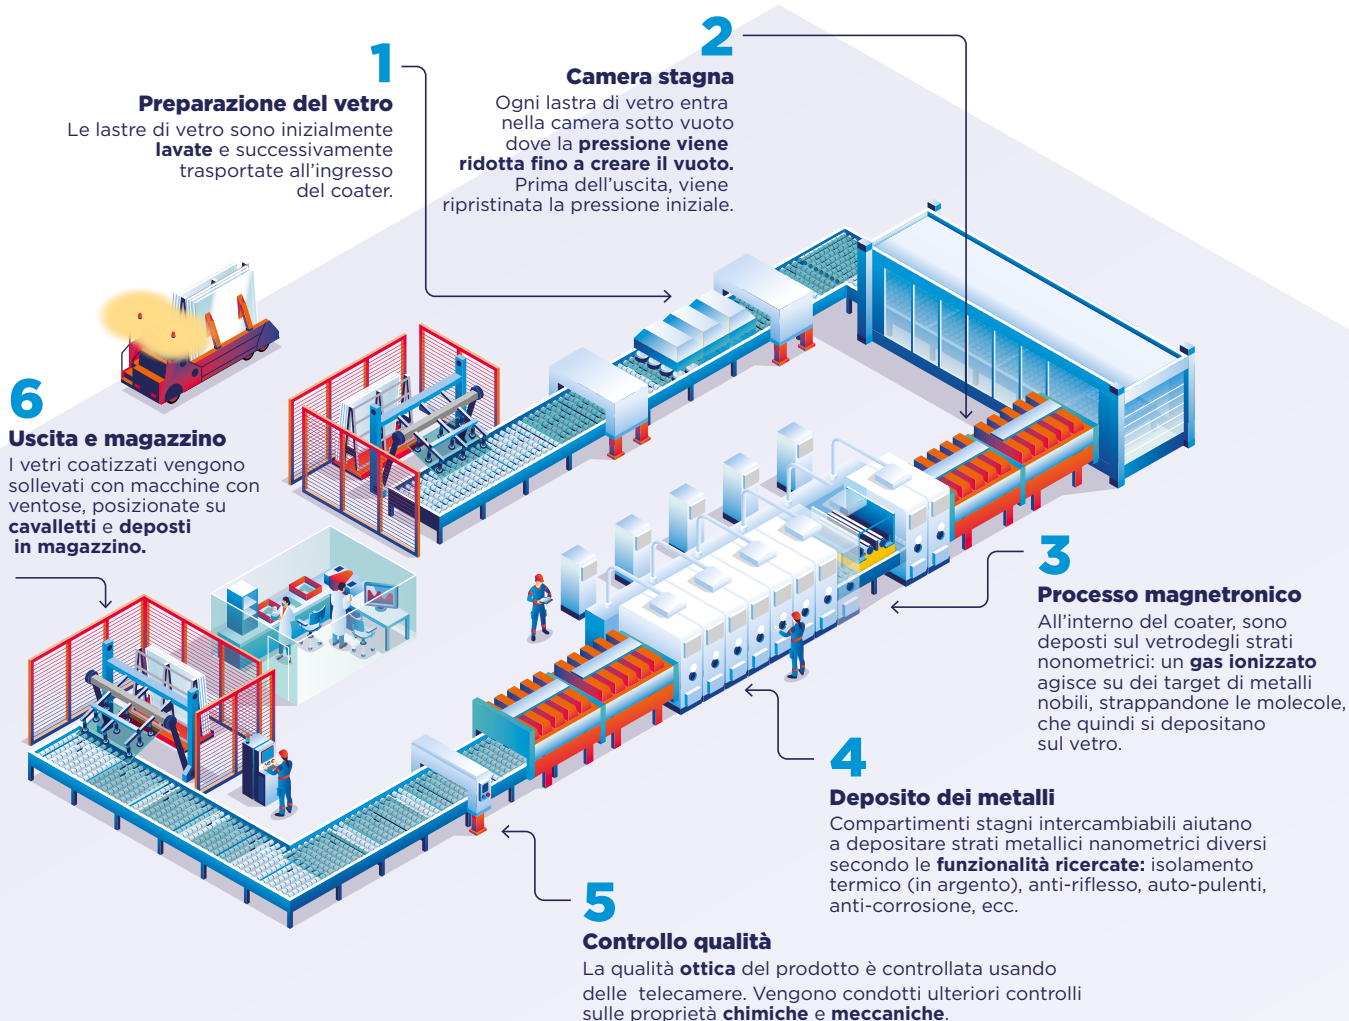 1
Preparazione del vetro
Le lastre di vetro sono inizialmente
lavate e successivamente
trasportate all'ingresso
del coater.
2
Camera stagna
Ogni lastra di vetro entra
nella camera sotto vuoto
dove la pressione viene
ridotta fino a creare il vuoto.
Prima dell'uscita, viene
ripristinata la pressione iniziale.
3
Processo magnetronico
All'interno del coater, sono
deposti sul vetrodegli strati
nonometrici: un gas ionizzato
agisce su dei target di metalli
nobili, strappandone le molecole,
che quindi si depositano
sul vetro.
4
Deposito dei metalli
Compartimenti stagni intercambiabili aiutano
a depositare strati metallici nanometrici diversi
secondo le funzionalità ricercate: isolamento
termico (in argento), anti-riflesso, auto-pulenti,
anti-corrosione, ecc.
5
Controllo qualità
La qualità ottica del prodotto è controllata usando
delle telecamere. Vengono condotti ulteriori controlli
sulle proprietà chimiche e meccaniche.
6
Uscita e magazzino
I vetri coatizzati vengono
sollevati con macchine con
ventose, posizionate su
cavalletti e deposti
in magazzino.